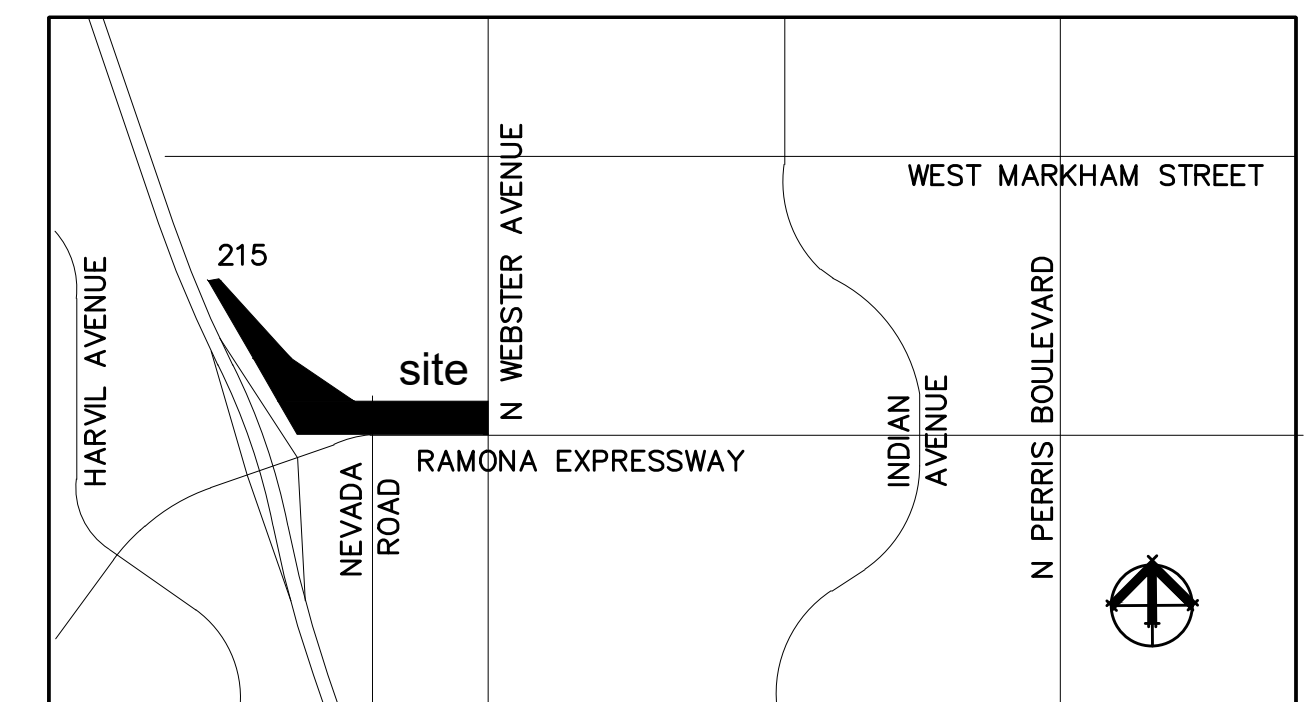 WEST MARKHAM STREET
N WEBSTER AVENUE
215
HARVIL AVENUE
N PERRIS BOULEVARD
site
INDIAN
AVENUE
RAMONA EXPRESSWAY
NEVADA
ROAD